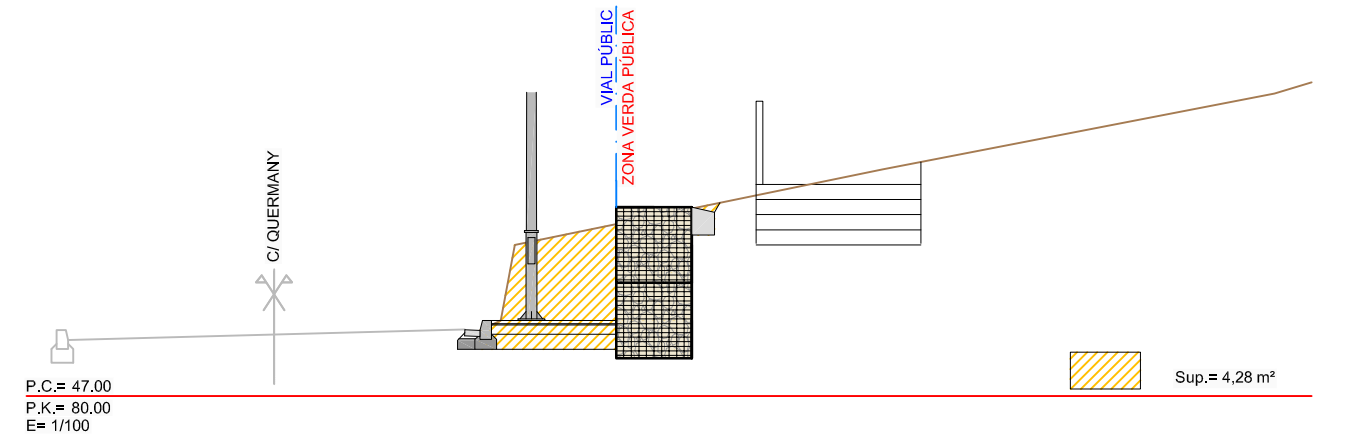 VIAL PÚBLIC
ZONA VERDA PÚBLICA
C/ QUERMANY
P.C.= 47.00
P.K.= 80.00
E= 1/100
Sup.= 4,28 m²